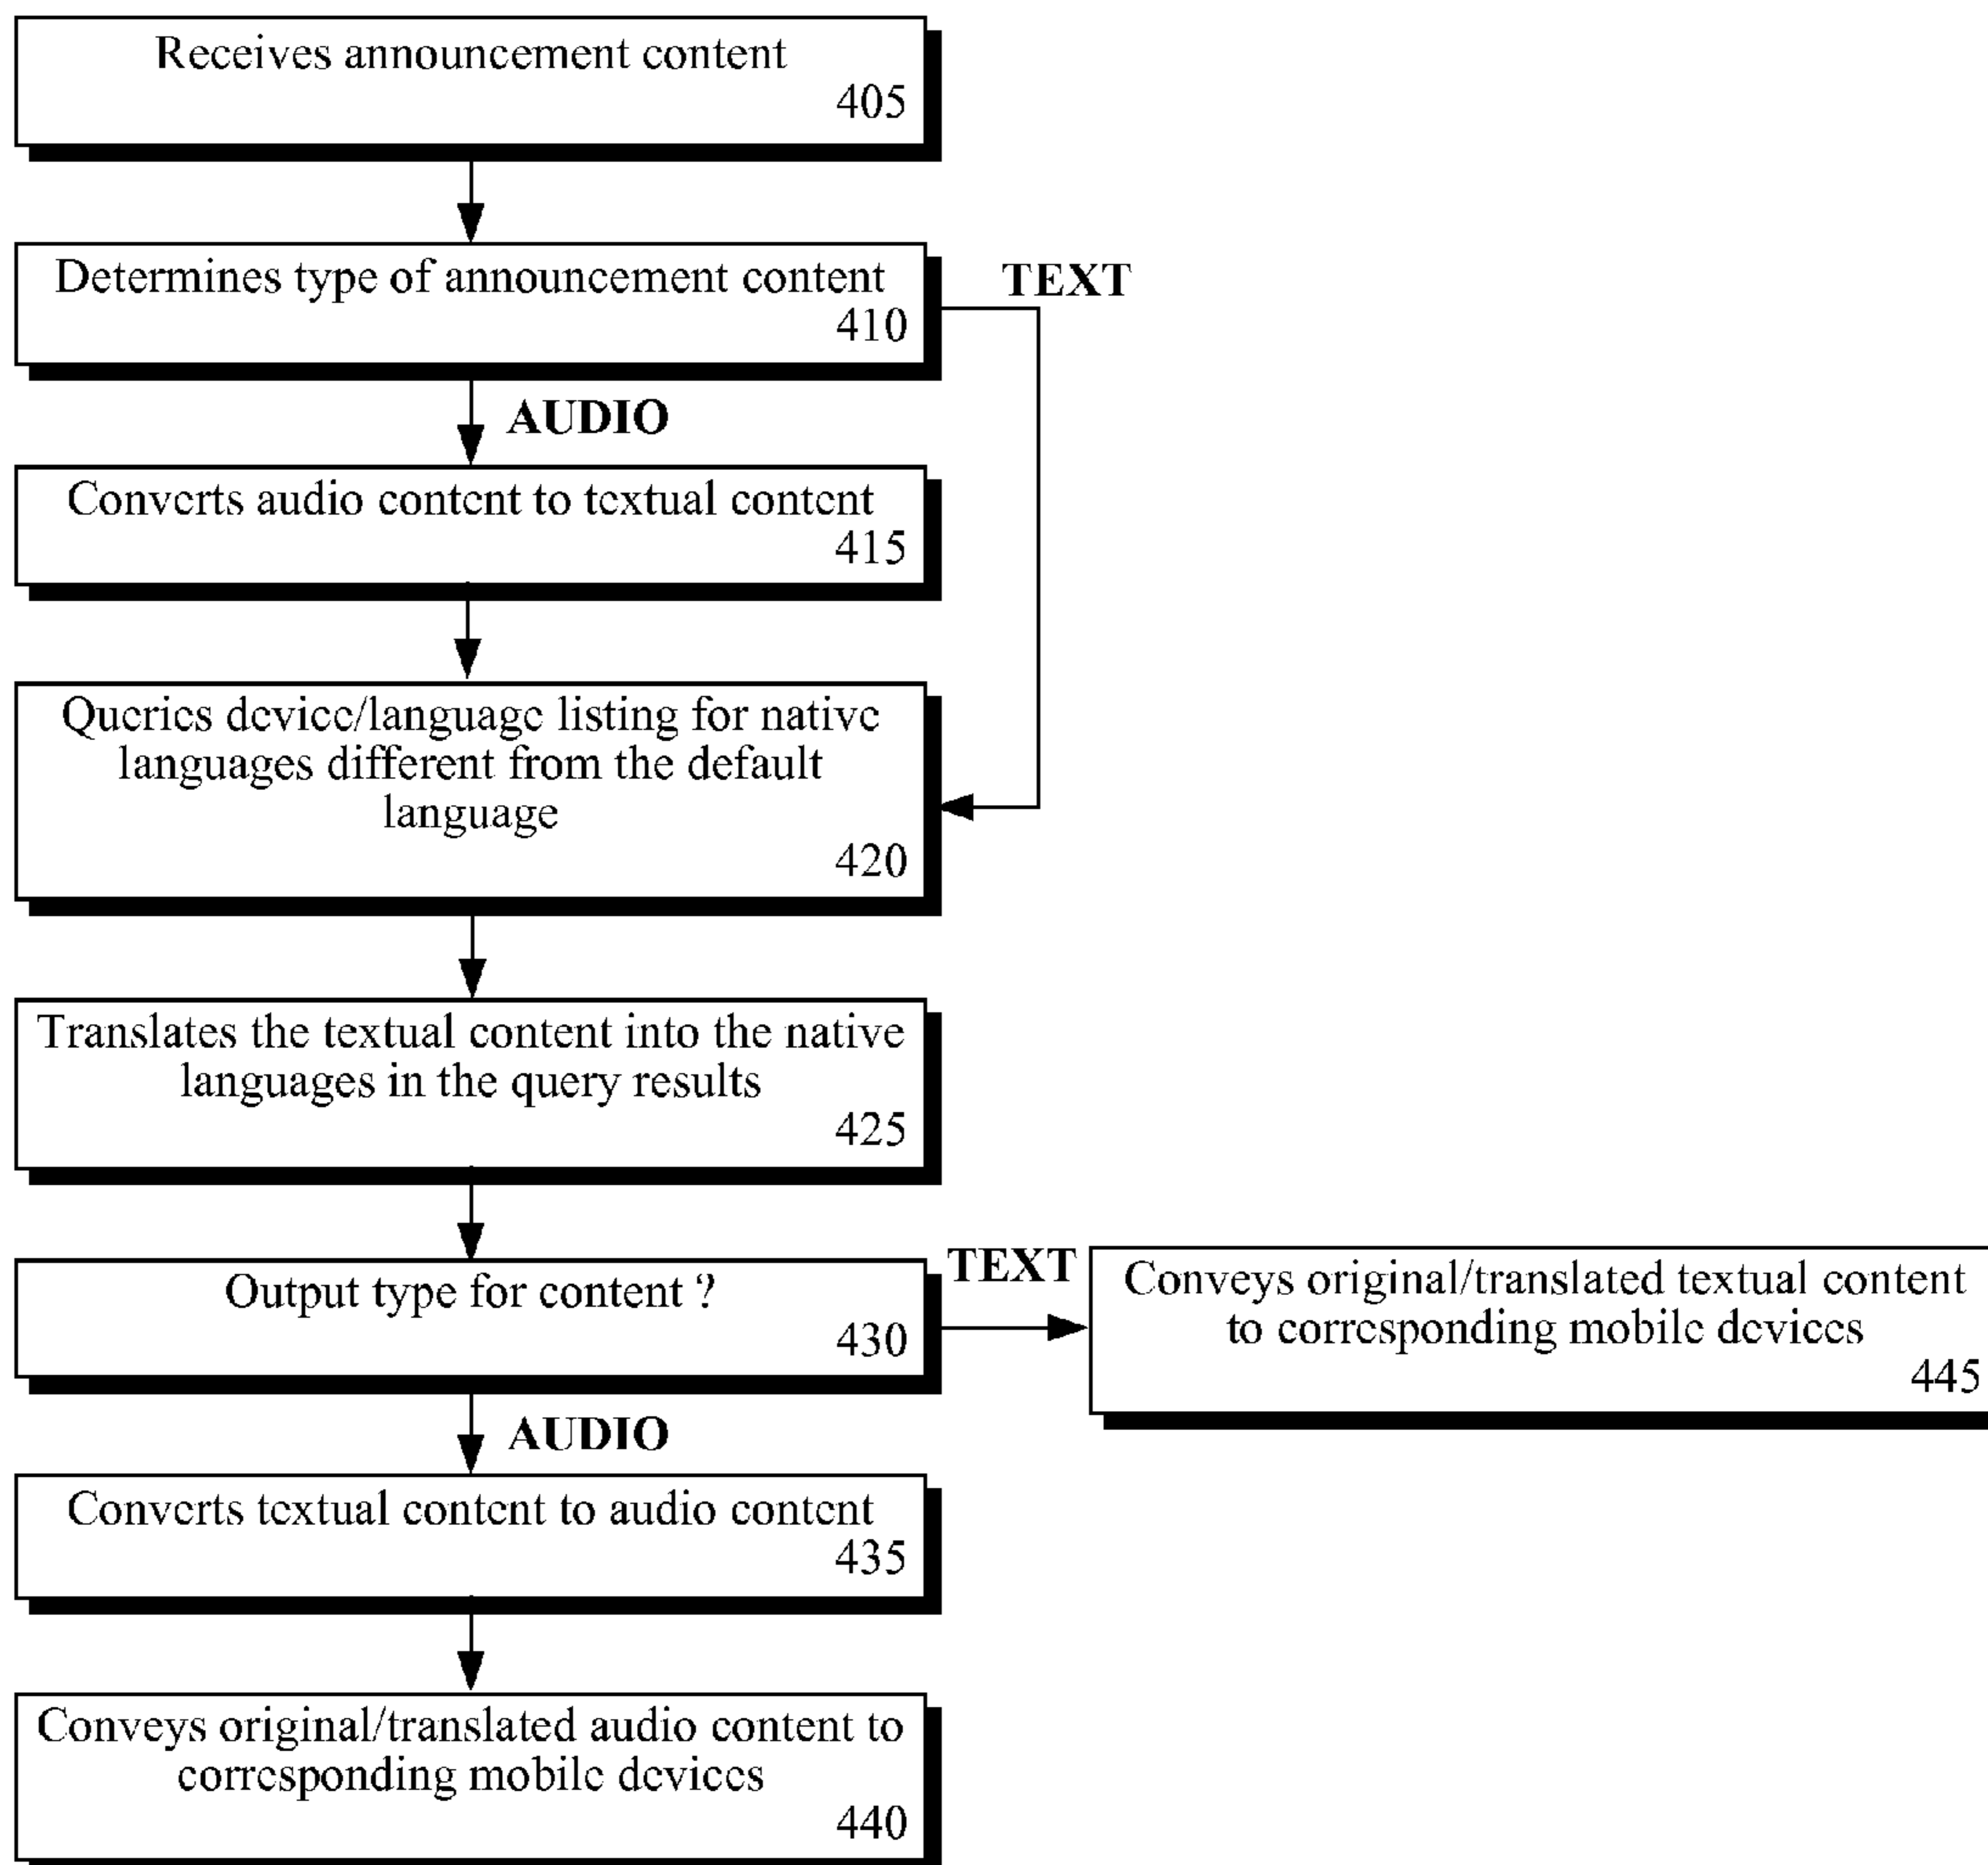 Receives announcement content
405
Determines type of announcement content
410
TEXT
AUDIO
Converts audio content to textual content
415
Queries device/language listing for native
languages different from the default
language
420
Translates the textual content into the native
languages in the query results
425
Output type for content ?
430
TEXT
Conveys original/translated textual content
to corresponding mobile devices
445
AUDIO
Converts textual content to audio content
435
Conveys original/translated audio content to
corresponding mobile devices
440